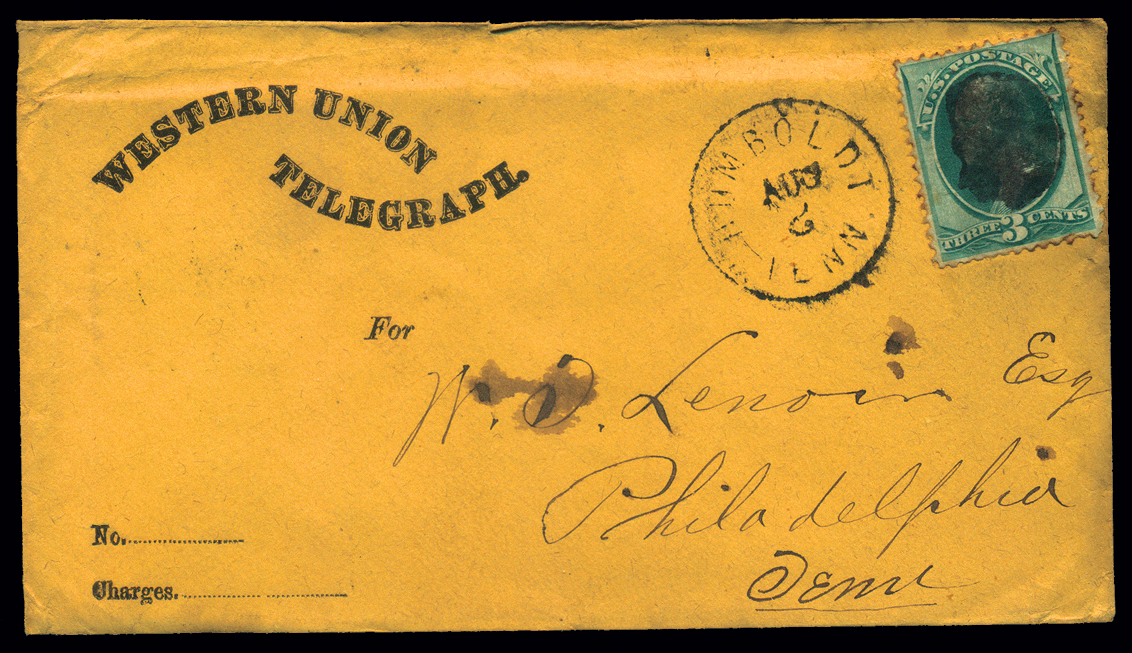 WESTERN UNION
TELEGRAPH.
HUMBOLDT
AUG
2
TENN
U.S. POSTAGE
THREE 3 CENTS
For
W. D. Lenoir Esq
Philadelphia
Tenn
No.
Charges.